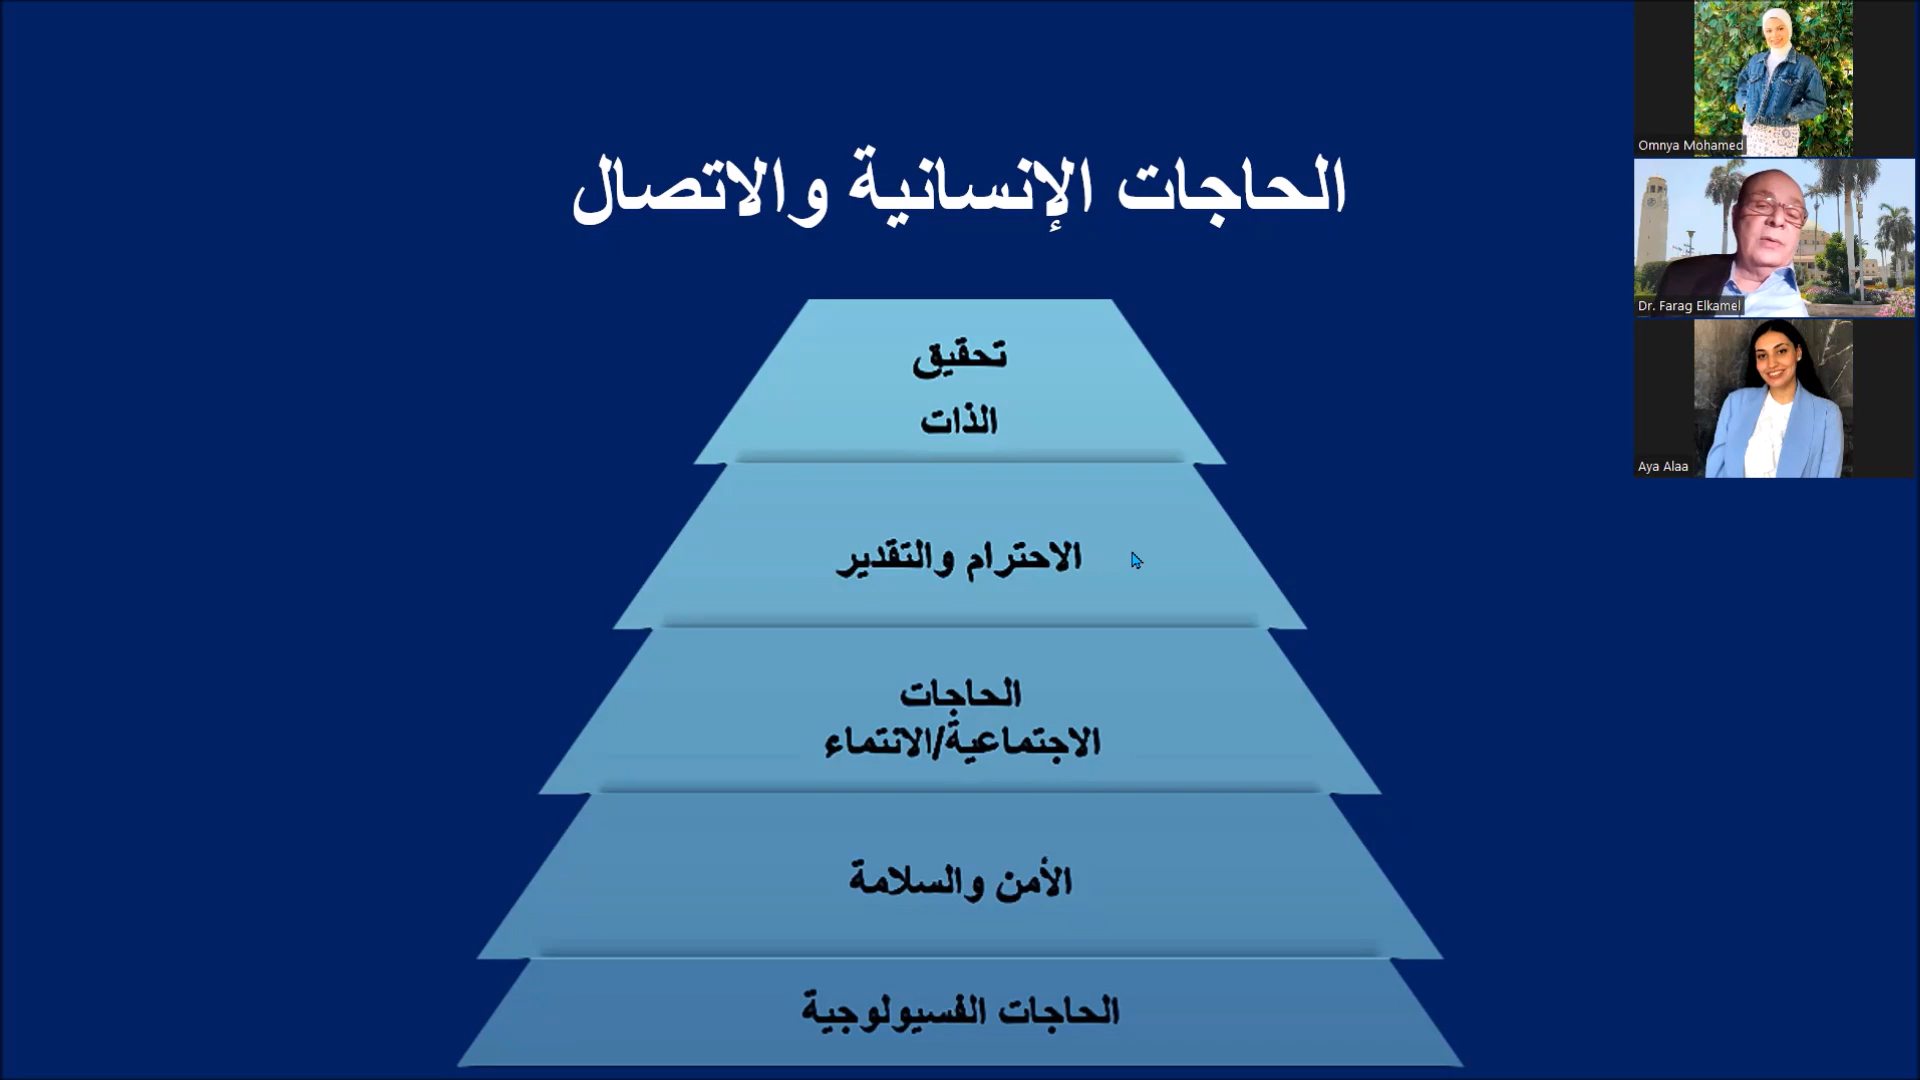 الحاجات الإنسانية والاتصال
تحقيق
الذات
الاحترام والتقدير
الحاجات
الاجتماعية/الانتماء
الأمن والسلامة
الحاجات الفسيولوجية
Omnya Mohamed
Dr. Farag Elkamel
Aya Alaa